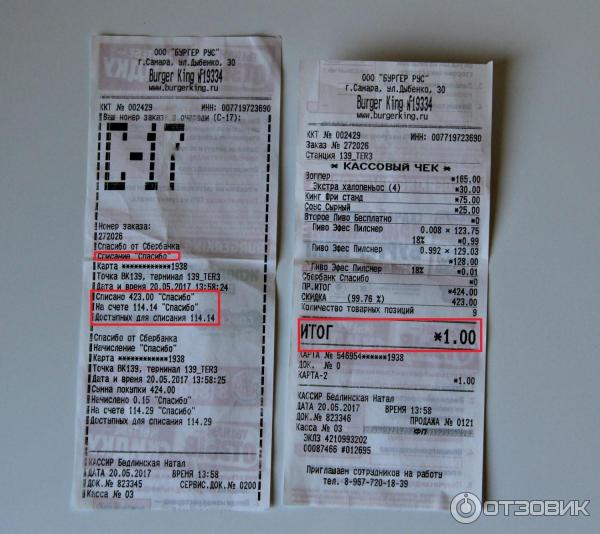 ООО "БУРГЕР РУС"
г.Самара, ул.Дыбенко, 30
Burger King №19334
www.burgerking.ru
ККТ № 002429 ИНН: 007719723690
Ваш номер заказа в очереди (C-17):
C-17
Номер заказа:
272026
Спасибо от Сбербанка
Списание "Спасибо"
Карта ************1938
Точка BK139, терминал 139_TER3
Дата и время 20.05.2017 13:58:24
Списано 423.00 "Спасибо"
На счете 114.14 "Спасибо"
Доступных для списания 114.14
Спасибо от Сбербанка
Начисление "Спасибо"
Карта ************1938
Точка BK139, терминал 139_TER3
Дата и время 20.05.2017 13:58:25
Сумма покупки 424.00
Начислено 0.15 "Спасибо"
На счете 114.29 "Спасибо"
Доступных для списания 114.29
КАССИР Бедлинская Натал
ДАТА 20.05.2017 ВРЕМЯ 13:58
ДОК.№ 823345 СЕРВИС.ДОК.№ 0200
Касса № 03
ООО "БУРГЕР РУС"
г.Самара, ул.Дыбенко, 30
Burger King №19334
www.burgerking.ru
ККТ № 002429 ИНН: 007719723690
Заказ № 272026
Станция 139_TER3
* КАССОВЫЙ ЧЕК *
Воппер *165.00
Экстра халопеньос (4) *30.00
Кинг Фри станд *75.00
Соус Сырный *25.00
Второе Пиво Бесплатно *0
Пиво Эфес Пилснер 0.008 × 123.75
18% *0.99
Пиво Эфес Пилснер 0.992 × 129.03
*128.00
Пиво Эфес Пилснер 18% *0.01
Сбербанк Спасибо *0
ПР.ИТОГ *424.00
СКИДКА (99.76 %) 423.00
Количество товарных позиций 9
ИТОГ *1.00
КАРТА № 546954******1938
ДОК. № 0
КАРТА-2 *1.00
КАССИР Бедлинская Натал
ДАТА 20.05.2017 ВРЕМЯ 13:58
ДОК.№ 823346 ПРОДАЖА № 0121
Касса № 03 ФП
ЭКЛЗ 4210993202
00087466 #012695
Приглашаем сотрудников на работу
тел. 8-967-720-18-39
ОТЗОВИК